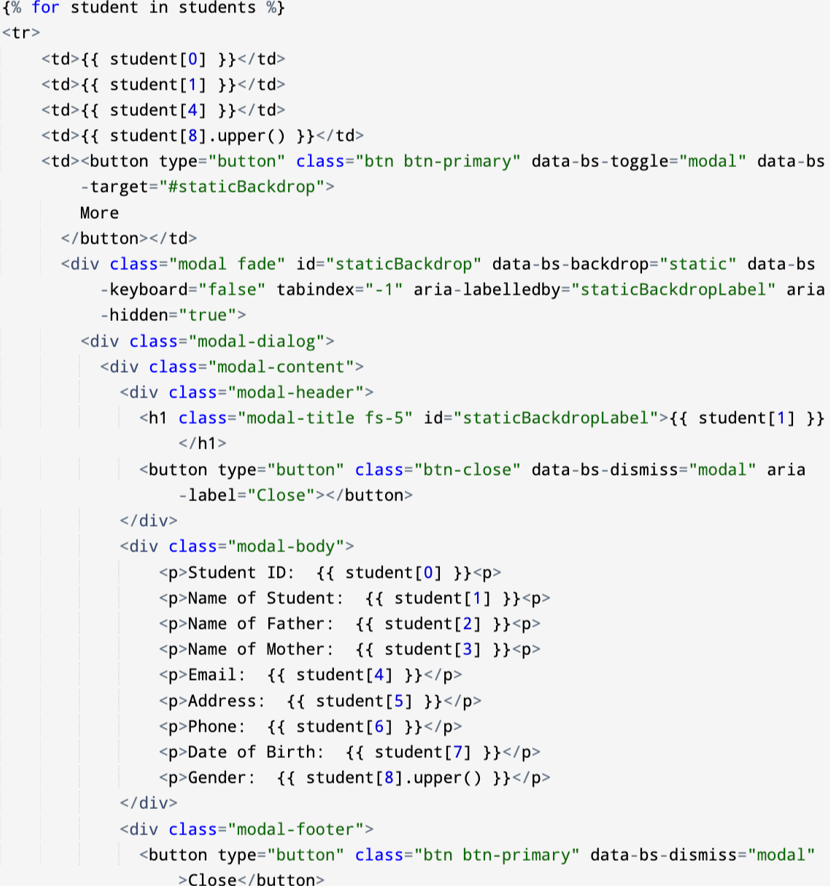 {% for student in students %}
<tr>
    <td>{{ student[0] }}</td>
    <td>{{ student[1] }}</td>
    <td>{{ student[4] }}</td>
    <td>{{ student[8].upper() }}</td>
    <td><button type="button" class="btn btn-primary" data-bs-toggle="modal" data-bs
        -target="#staticBackdrop">
        More
      </button></td>
      <div class="modal fade" id="staticBackdrop" data-bs-backdrop="static" data-bs
          -keyboard="false" tabindex="-1" aria-labelledby="staticBackdropLabel" aria
          -hidden="true">
        <div class="modal-dialog">
          <div class="modal-content">
            <div class="modal-header">
              <h1 class="modal-title fs-5" id="staticBackdropLabel">{{ student[1] }}
                  </h1>
              <button type="button" class="btn-close" data-bs-dismiss="modal" aria
                  -label="Close"></button>
            </div>
            <div class="modal-body">
                <p>Student ID:  {{ student[0] }}<p>
                <p>Name of Student:  {{ student[1] }}<p>
                <p>Name of Father:  {{ student[2] }}<p>
                <p>Name of Mother:  {{ student[3] }}<p>
                <p>Email:  {{ student[4] }}</p>
                <p>Address:  {{ student[5] }}</p>
                <p>Phone:  {{ student[6] }}</p>
                <p>Date of Birth:  {{ student[7] }}</p>
                <p>Gender:  {{ student[8].upper() }}</p>
            </div>
            <div class="modal-footer">
              <button type="button" class="btn btn-primary" data-bs-dismiss="modal"
                  >Close</button>